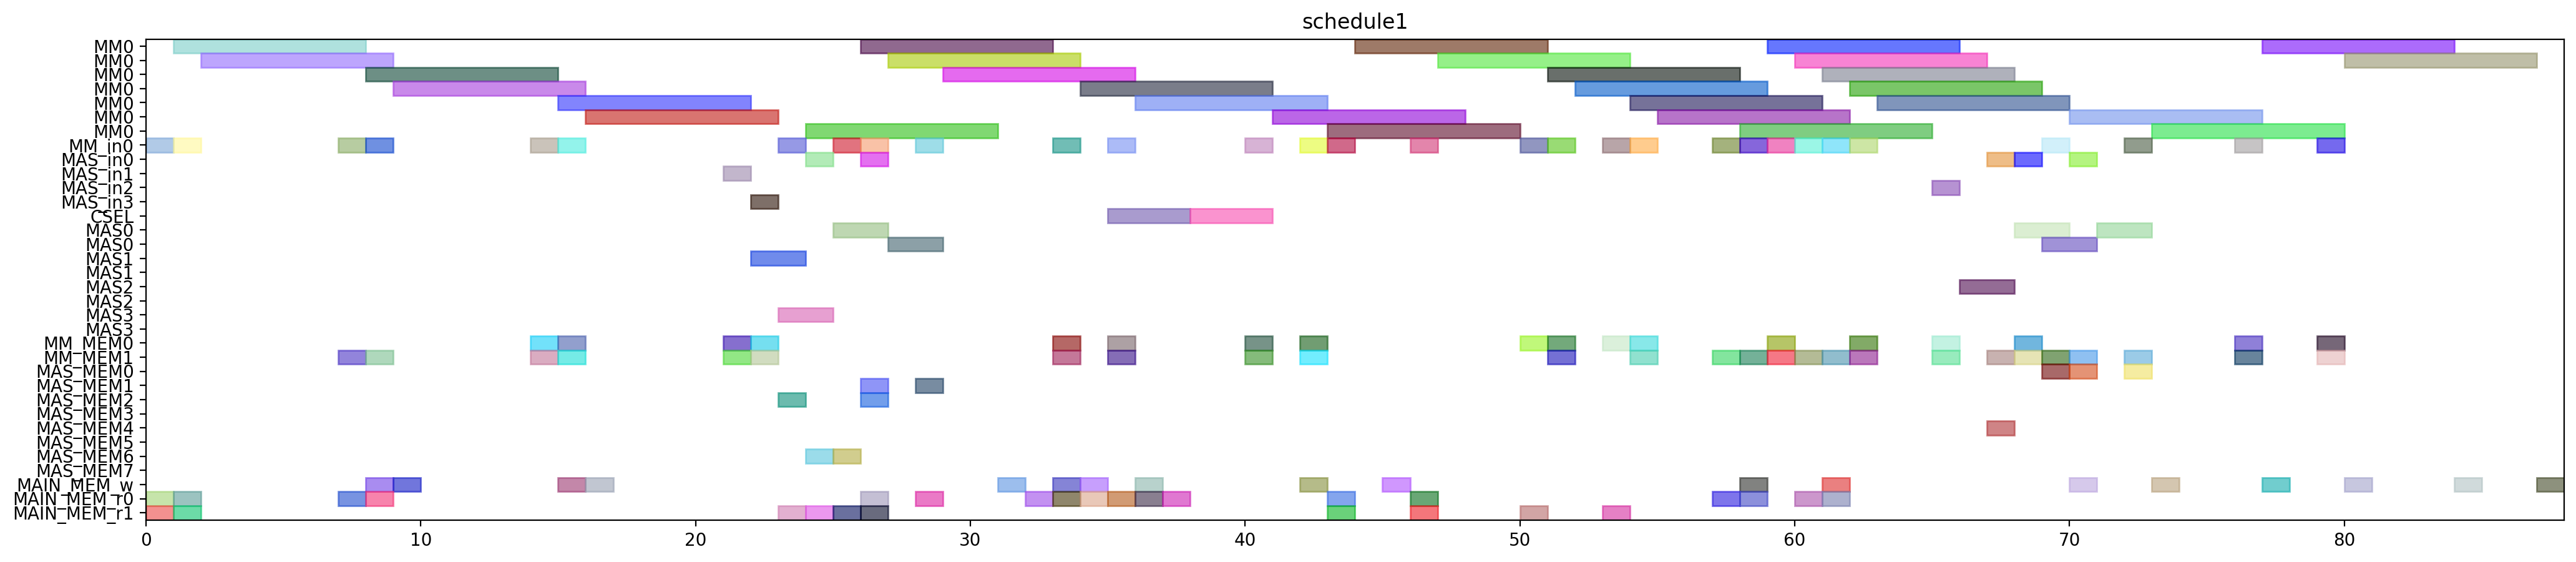 schedule1
MM0
MM0
MM0
MM0
MM0
MM0
MM0
MM_in0
MAS_in0
MAS_in1
MAS_in2
MAS_in3
CSEL
MAS0
MAS0
MAS1
MAS1
MAS2
MAS2
MAS3
MAS3
MM_MEM0
MM_MEM1
MAS_MEM0
MAS_MEM1
MAS_MEM2
MAS_MEM3
MAS_MEM4
MAS_MEM5
MAS_MEM6
MAS_MEM7
MAIN_MEM_w
MAIN_MEM_r0
MAIN_MEM_r1
0 10 20 30 40 50 60 70 80